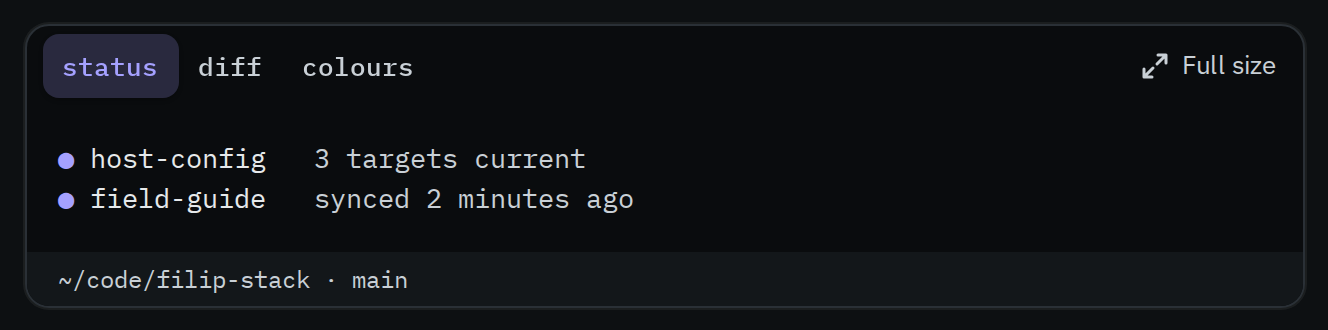 status diff colours Full size
● host-config 3 targets current
● field-guide synced 2 minutes ago
~/code/filip-stack · main